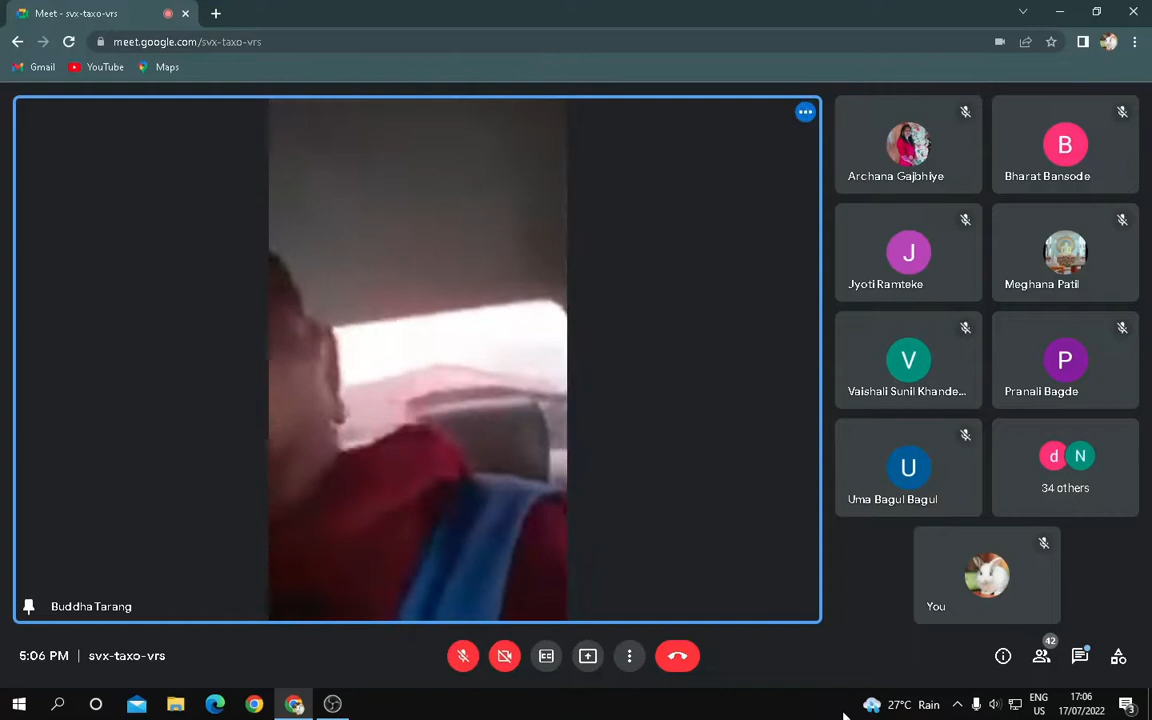 Meet - svx-taxo-vrs
meet.google.com/svx-taxo-vrs
Gmail YouTube Maps
Archana Gajbhiye
B
Bharat Bansode
J
Jyoti Ramteke
Meghana Patil
V
Vaishali Sunil Khande...
P
Pranali Bagde
U
Uma Bagul Bagul
d N
34 others
You
Buddha Tarang
5:06 PM | svx-taxo-vrs
42
27°C Rain
ENG
US
17:06
17/07/2022
3